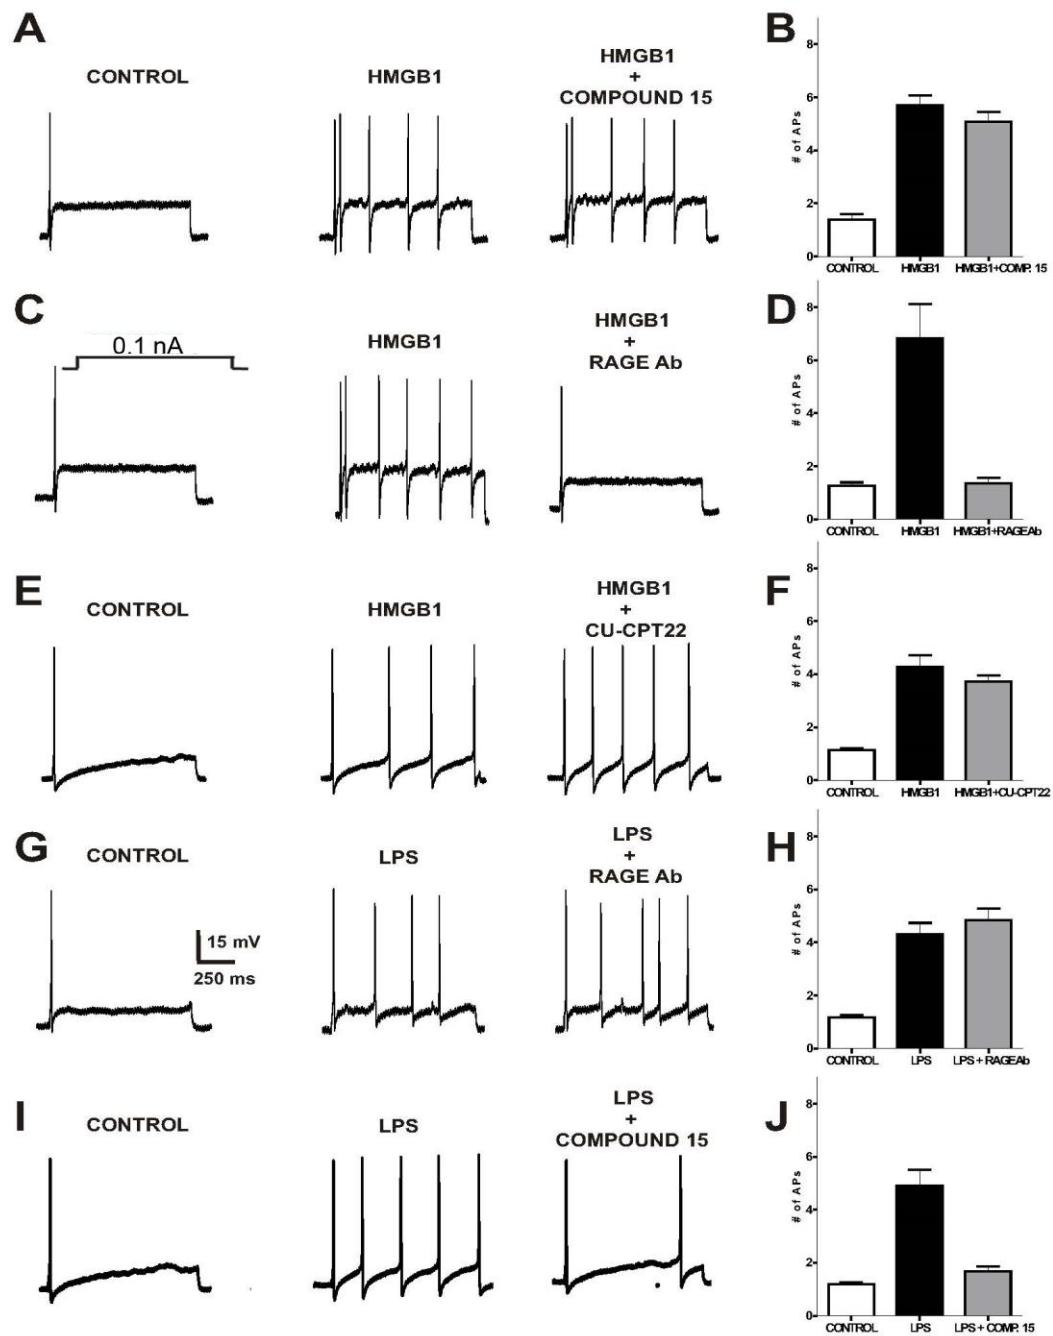 A
CONTROL
HMGB1
HMGB1
+
COMPOUND 15
B
# of APs
8
6
4
2
0
CONTROL
HMGB1
HMGB1+COMP. 15
C
0.1 nA
HMGB1
HMGB1
+
RAGE Ab
D
# of APs
8
6
4
2
0
CONTROL
HMGB1
HMGB1+RAGEAb
E
CONTROL
HMGB1
HMGB1
+
CU-CPT22
F
# of APs
8
6
4
2
0
CONTROL
HMGB1
HMGB1+CU-CPT22
G
CONTROL
15 mV
250 ms
LPS
LPS
+
RAGE Ab
H
# of APs
8
6
4
2
0
CONTROL
LPS
LPS + RAGEAb
I
CONTROL
LPS
LPS
+
COMPOUND 15
J
# of APs
8
6
4
2
0
CONTROL
LPS
LPS + COMP. 15